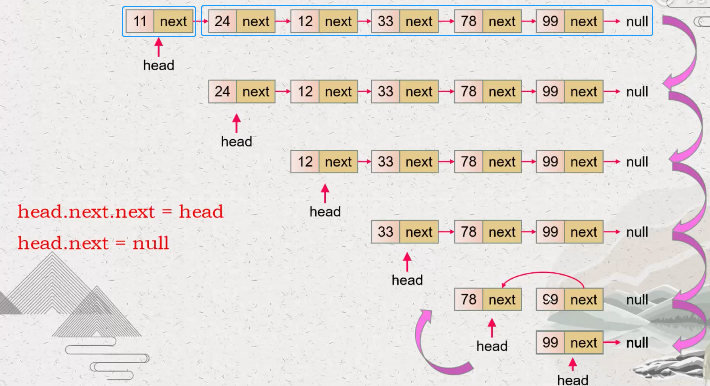 11 next 24 next 12 next 33 next 78 next 99 next null
head
24 next 12 next 33 next 78 next 99 next null
head
12 next 33 next 78 next 99 next null
head
head.next.next = head
33 next 78 next 99 next null
head.next = null
head
78 next 99 next null
head
99 next null
head